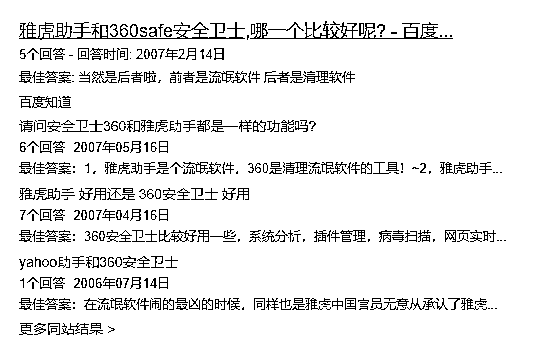 雅虎助手和360safe安全卫士,哪一个比较好呢? - 百度...
5个回答 - 回答时间: 2007年2月14日
最佳答案: 当然是后者啦，前者是流氓软件 后者是清理软件
百度知道
请问安全卫士360和雅虎助手都是一样的功能吗?
6个回答 2007年05月16日
最佳答案：1，雅虎助手是个流氓软件，360是清理流氓软件的工具！~2，雅虎助手...
雅虎助手 好用还是 360安全卫士 好用
7个回答 2007年04月16日
最佳答案：360安全卫士比较好用一些，系统分析，插件管理，病毒扫描，网页实时...
yahoo助手和360安全卫士
1个回答 2006年07月14日
最佳答案：在流氓软件闹的最凶的时候，同样也是雅虎中国官员无意从承认了雅虎...
更多同站结果 >